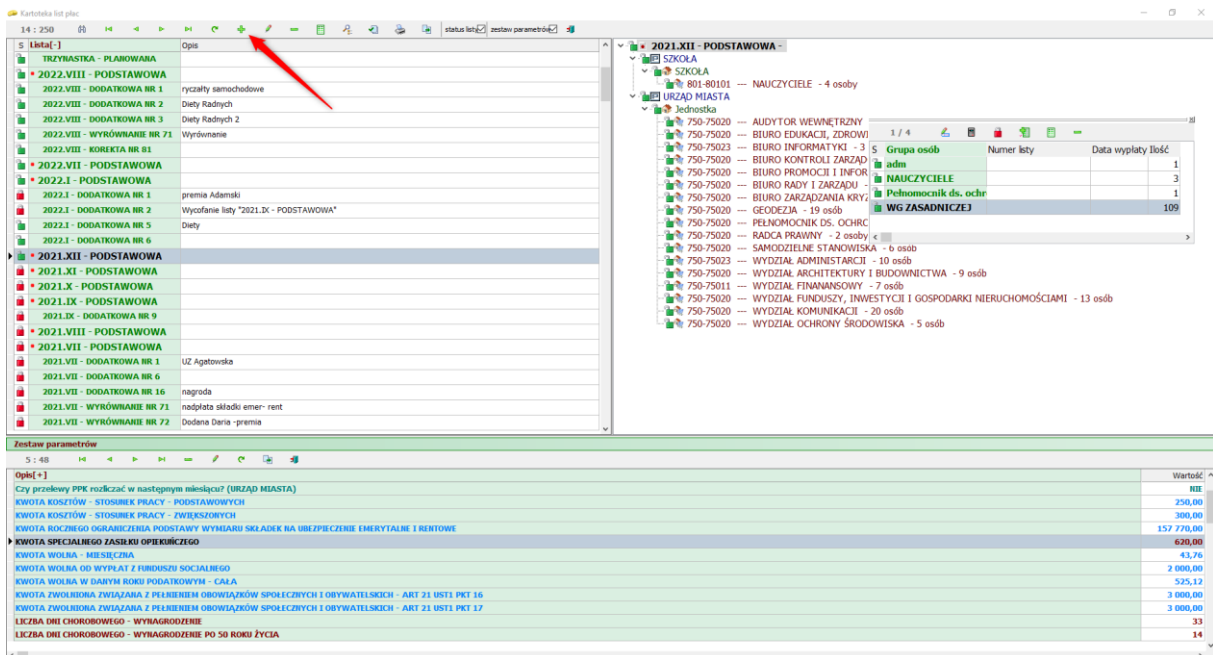 Kartoteka list płac
14 : 250 status listy zestaw parametrów
S Lista[-] Opis
TRZYNASTKA - PLANOWANA
2022.VIII - PODSTAWOWA
2022.VIII - DODATKOWA NR 1 ryczałty samochodowe
2022.VIII - DODATKOWA NR 2 Diety Radnych
2022.VIII - DODATKOWA NR 3 Diety Radnych 2
2022.VIII - WYRÓWNANIE NR 71 Wyrównanie
2022.VIII - KOREKTA NR 81
2022.VII - PODSTAWOWA
2022.I - PODSTAWOWA
2022.I - DODATKOWA NR 1 premia Adamski
2022.I - DODATKOWA NR 2 Wycofanie listy "2021.IX - PODSTAWOWA"
2022.I - DODATKOWA NR 5 Diety
2022.I - DODATKOWA NR 6
2021.XII - PODSTAWOWA
2021.XI - PODSTAWOWA
2021.X - PODSTAWOWA
2021.IX - PODSTAWOWA
2021.IX - DODATKOWA NR 9
2021.VIII - PODSTAWOWA
2021.VII - PODSTAWOWA
2021.VII - DODATKOWA NR 1 UZ Agatowska
2021.VII - DODATKOWA NR 6
2021.VII - DODATKOWA NR 16 nagroda
2021.VII - WYRÓWNANIE NR 71 nadpłata składki emer- rent
2021.VII - WYRÓWNANIE NR 72 Dodana Daria -premia
2021.XII - PODSTAWOWA -
SZKOŁA
SZKOŁA
801-80101 --- NAUCZYCIELE - 4 osoby
URZĄD MIASTA
Jednostka
750-75020 --- AUDYTOR WEWNĘTRZNY
750-75020 --- BIURO EDUKACJI, ZDROWI
750-75023 --- BIURO INFORMATYKI - 3
750-75020 --- BIURO KONTROLI ZARZĄD
750-75020 --- BIURO PROMOCJI I INFOR
750-75020 --- BIURO RADY I ZARZĄDU -
750-75020 --- BIURO ZARZĄDZANIA KRYZ
750-75020 --- GEODEZJA - 19 osób
750-75020 --- PEŁNOMOCNIK DS. OCHRC
750-75020 --- RADCA PRAWNY - 2 osoby
750-75020 --- SAMODZIELNE STANOWISKA - 6 osób
750-75023 --- WYDZIAŁ ADMINISTARCJI - 10 osób
750-75020 --- WYDZIAŁ ARCHITEKTURY I BUDOWNICTWA - 9 osób
750-75011 --- WYDZIAŁ FINANANSOWY - 7 osób
750-75020 --- WYDZIAŁ FUNDUSZY, INWESTYCJI I GOSPODARKI NIERUCHOMOŚCIAMI - 13 osób
750-75020 --- WYDZIAŁ KOMUNIKACJI - 20 osób
750-75020 --- WYDZIAŁ OCHRONY ŚRODOWISKA - 5 osób
1 / 4
S Grupa osób Numer listy Data wypłaty Ilość
adm 1
NAUCZYCIELE 3
Pełnomocnik ds. ochr 1
WG ZASADNICZEJ 109
Zestaw parametrów
5 : 48
Opis[+] Wartość
Czy przelewy PPK rozliczać w następnym miesiącu? (URZĄD MIASTA) NIE
KWOTA KOSZTÓW - STOSUNEK PRACY - PODSTAWOWYCH 250,00
KWOTA KOSZTÓW - STOSUNEK PRACY - ZWIĘKSZONYCH 300,00
KWOTA ROCZNEGO OGRANICZENIA PODSTAWY WYMIARU SKŁADEK NA UBEZPIECZENIE EMERYTALNE I RENTOWE 157 770,00
KWOTA SPECJALNEGO ZASIŁKU OPIEKUŃCZEGO 620,00
KWOTA WOLNA - MIESIĘCZNA 43,76
KWOTA WOLNA OD WYPŁAT Z FUNDUSZU SOCJALNEGO 2 000,00
KWOTA WOLNA W DANYM ROKU PODATKOWYM - CAŁA 525,12
KWOTA ZWOLNIONA ZWIĄZANA Z PEŁNIENIEM OBOWIĄZKÓW SPOŁECZNYCH I OBYWATELSKICH - ART 21 UST1 PKT 16 3 000,00
KWOTA ZWOLNIONA ZWIĄZANA Z PEŁNIENIEM OBOWIĄZKÓW SPOŁECZNYCH I OBYWATELSKICH - ART 21 UST1 PKT 17 3 000,00
LICZBA DNI CHOROBOWEGO - WYNAGRODZENIE 33
LICZBA DNI CHOROBOWEGO - WYNAGRODZENIE PO 50 ROKU ŻYCIA 14